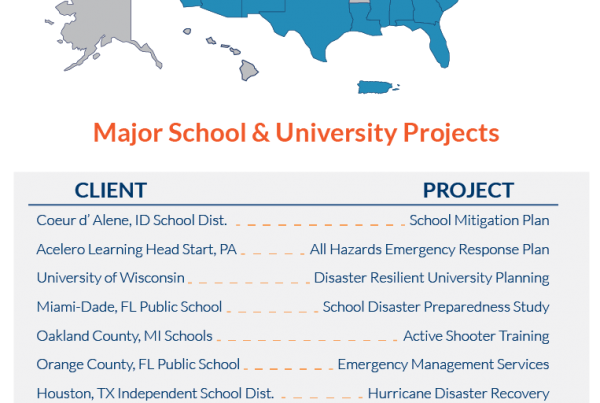 Major School & University Projects
CLIENT PROJECT
Coeur d' Alene, ID School Dist. School Mitigation Plan
Acelero Learning Head Start, PA All Hazards Emergency Response Plan
University of Wisconsin Disaster Resilient University Planning
Miami-Dade, FL Public School School Disaster Preparedness Study
Oakland County, MI Schools Active Shooter Training
Orange County, FL Public School Emergency Management Services
Houston, TX Independent School Dist. Hurricane Disaster Recovery